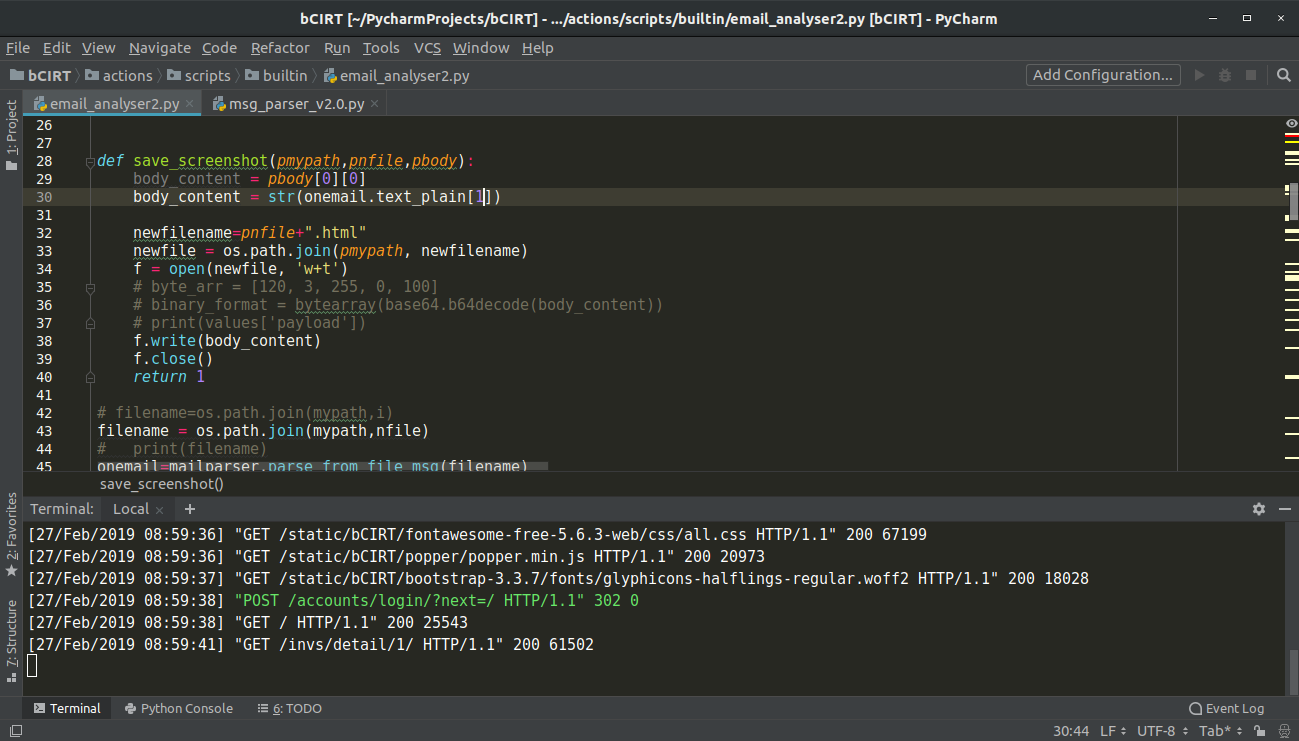 bCIRT [~/PycharmProjects/bCIRT] - .../actions/scripts/builtin/email_analyser2.py [bCIRT] - PyCharm
File Edit View Navigate Code Refactor Run Tools VCS Window Help
bCIRT actions scripts builtin email_analyser2.py Add Configuration...
email_analyser2.py msg_parser_v2.0.py
1: Project
26
27
28 def save_screenshot(pmypath,pnfile,pbody):
29 body_content = pbody[0][0]
30 body_content = str(onemail.text_plain[1])
31
32 newfilename=pnfile+".html"
33 newfile = os.path.join(pmypath, newfilename)
34 f = open(newfile, 'w+t')
35 # byte_arr = [120, 3, 255, 0, 100]
36 # binary_format = bytearray(base64.b64decode(body_content))
37 # print(values['payload'])
38 f.write(body_content)
39 f.close()
40 return 1
41
42 # filename=os.path.join(mypath,i)
43 filename = os.path.join(mypath,nfile)
44 # print(filename)
45 onemail=mailparser.parse_from_file_msg(filename)
save_screenshot()
2: Favorites
7: Structure
Terminal: Local +
[27/Feb/2019 08:59:36] "GET /static/bCIRT/fontawesome-free-5.6.3-web/css/all.css HTTP/1.1" 200 67199
[27/Feb/2019 08:59:36] "GET /static/bCIRT/popper/popper.min.js HTTP/1.1" 200 20973
[27/Feb/2019 08:59:37] "GET /static/bCIRT/bootstrap-3.3.7/fonts/glyphicons-halflings-regular.woff2 HTTP/1.1" 200 18028
[27/Feb/2019 08:59:38] "POST /accounts/login/?next=/ HTTP/1.1" 302 0
[27/Feb/2019 08:59:38] "GET / HTTP/1.1" 200 25543
[27/Feb/2019 08:59:41] "GET /invs/detail/1/ HTTP/1.1" 200 61502
Terminal Python Console 6: TODO Event Log
30:44 LF UTF-8 Tab*